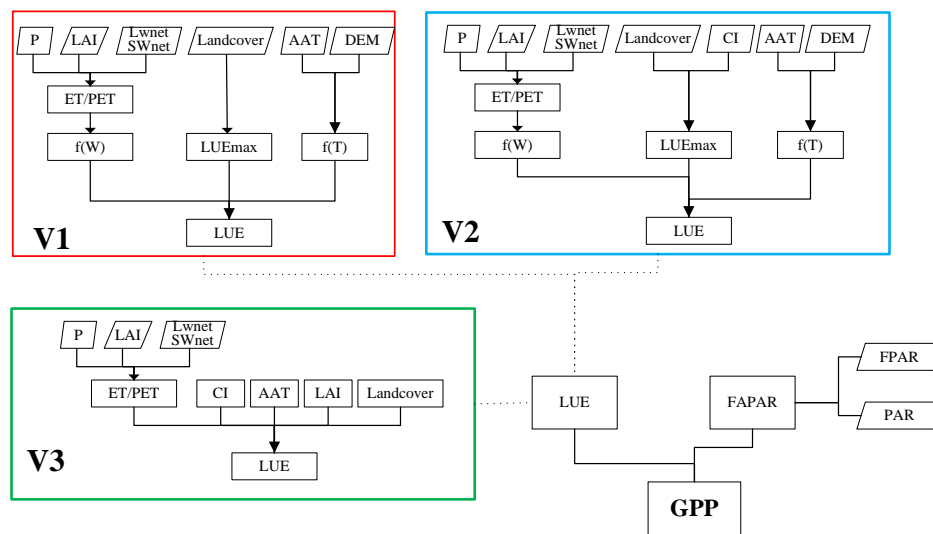 P
LAI
Lwnet
SWnet
Landcover
AAT
DEM
ET/PET
f(W)
LUEmax
f(T)
LUE
V1
P
LAI
Lwnet
SWnet
Landcover
CI
AAT
DEM
ET/PET
f(W)
LUEmax
f(T)
LUE
V2
P
LAI
Lwnet
SWnet
ET/PET
CI
AAT
LAI
Landcover
LUE
V3
LUE
FAPAR
FPAR
PAR
GPP